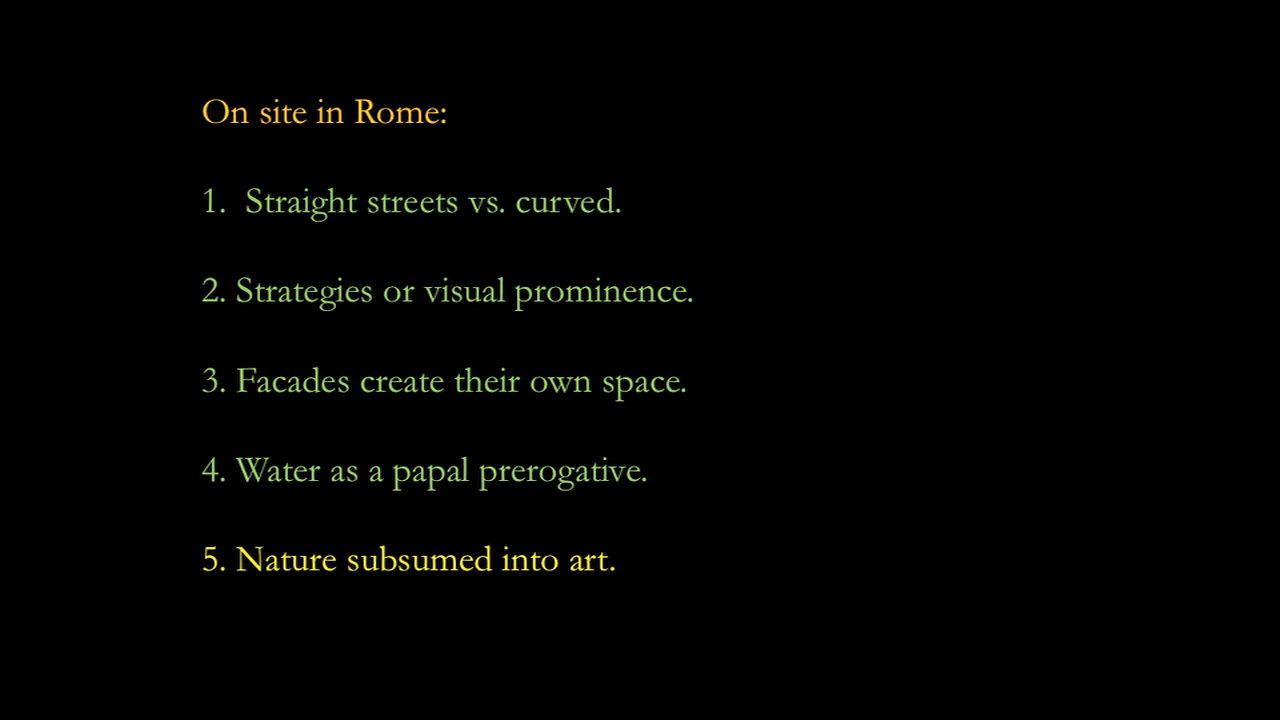 On site in Rome:
1. Straight streets vs. curved.
2. Strategies or visual prominence.
3. Facades create their own space.
4. Water as a papal prerogative.
5. Nature subsumed into art.